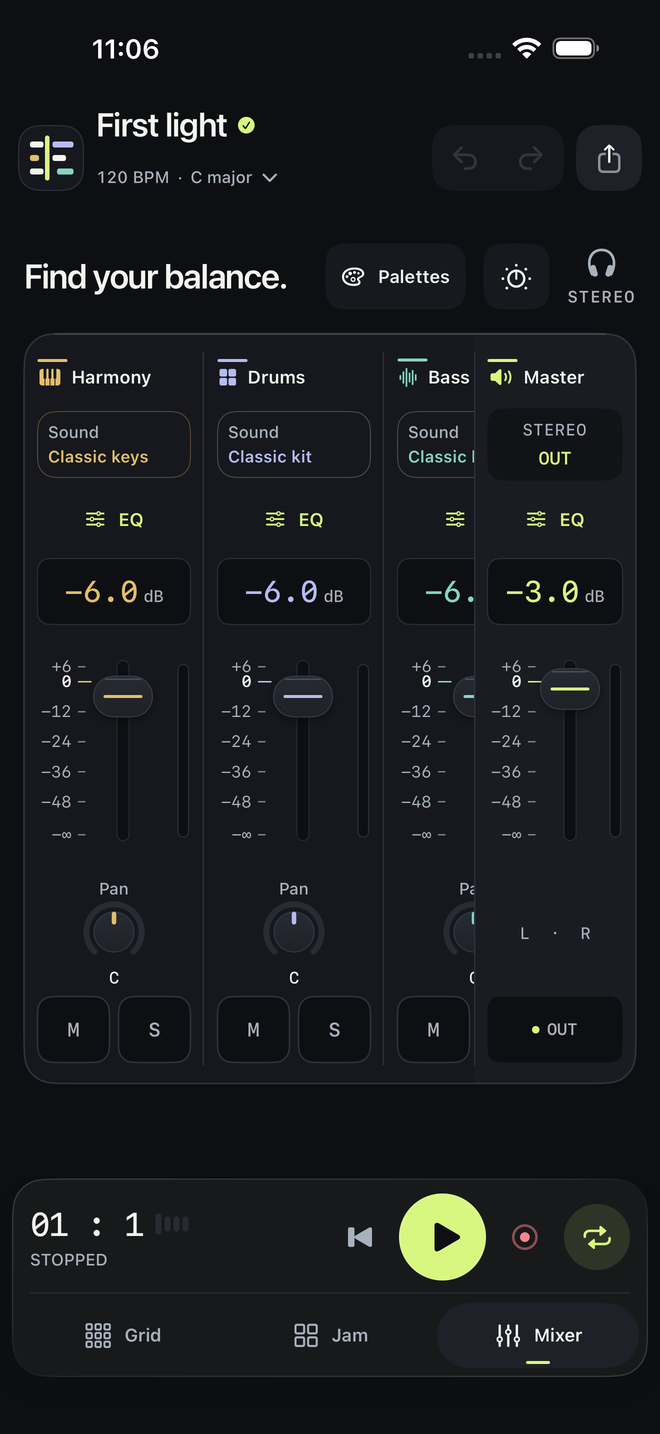 11:06
First light
120 BPM · C major
Find your balance.
Palettes
STEREO
Harmony
Drums
Bass
Master
Sound
Classic keys
Sound
Classic kit
Sound
Classic
STEREO
OUT
EQ
EQ
EQ
−6.0 dB
−6.0 dB
−6.
−3.0 dB
+6
0
−12
−24
−36
−48
−∞
+6
0
−12
−24
−36
−48
−∞
+6
0
−12
−24
−36
−48
−∞
+6
0
−12
−24
−36
−48
−∞
Pan
C
Pan
C
L · R
M
S
M
S
M
OUT
01 : 1
STOPPED
Grid
Jam
Mixer